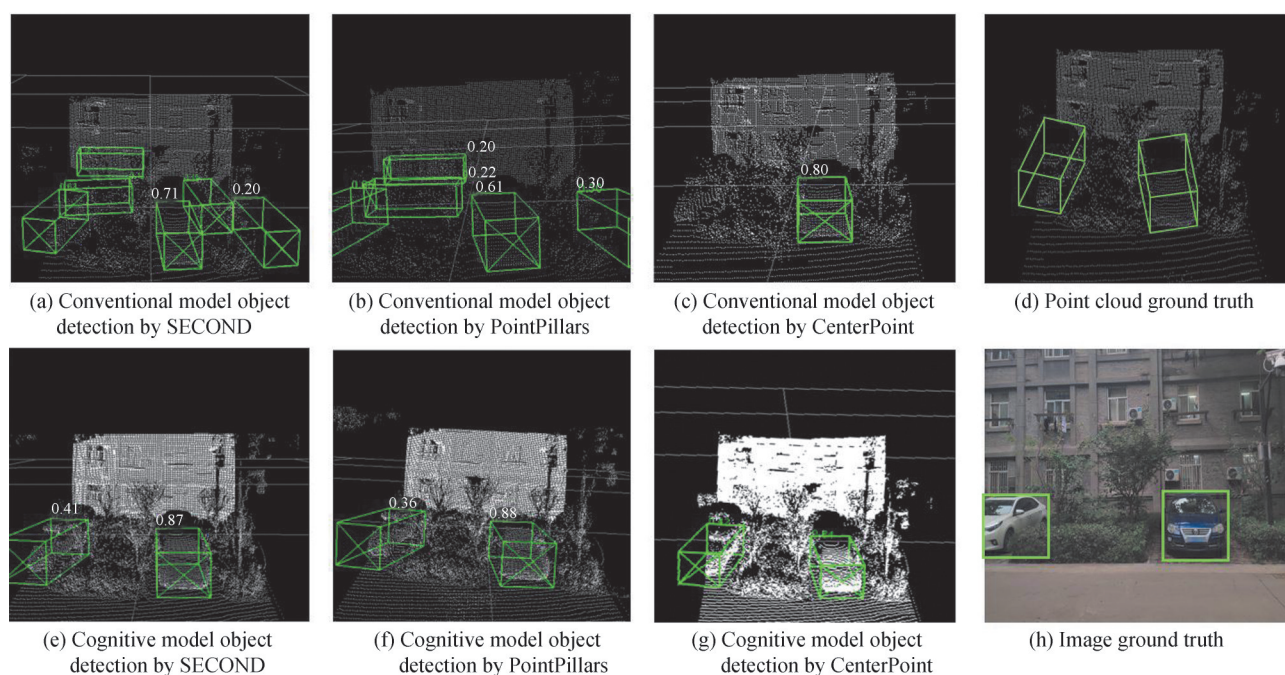 0.71
0.20
0.20
0.22
0.61
0.30
0.80
(a) Conventional model object
detection by SECOND
(b) Conventional model object
detection by PointPillars
(c) Conventional model object
detection by CenterPoint
(d) Point cloud ground truth
0.41
0.87
0.36
0.88
(e) Cognitive model object
detection by SECOND
(f) Cognitive model object
detection by PointPillars
(g) Cognitive model object
detection by CenterPoint
(h) Image ground truth